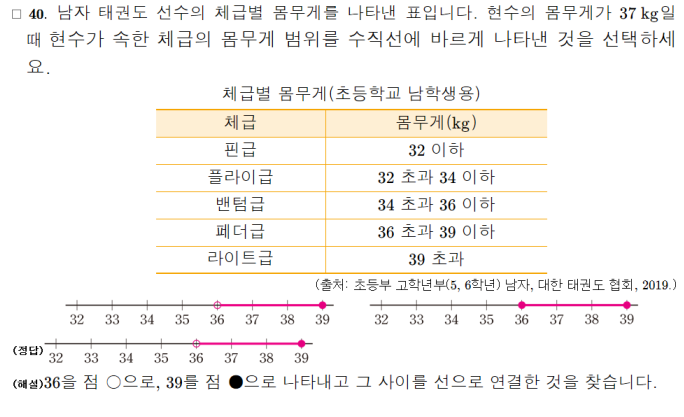 □ 40. 남자 태권도 선수의 체급별 몸무게를 나타낸 표입니다. 현수의 몸무게가 37 kg일
때 현수가 속한 체급의 몸무게 범위를 수직선에 바르게 나타낸 것을 선택하세
요.
체급별 몸무게(초등학교 남학생용)
체급 몸무게(kg)
핀급 32 이하
플라이급 32 초과 34 이하
밴텀급 34 초과 36 이하
페더급 36 초과 39 이하
라이트급 39 초과
(출처: 초등부 고학년부(5, 6학년) 남자, 대한 태권도 협회, 2019.)
32 33 34 35 36 37 38 39 32 33 34 35 36 37 38 39
(정답) 32 33 34 35 36 37 38 39
(해설)36을 점 ○으로, 39를 점 ●으로 나타내고 그 사이를 선으로 연결한 것을 찾습니다.